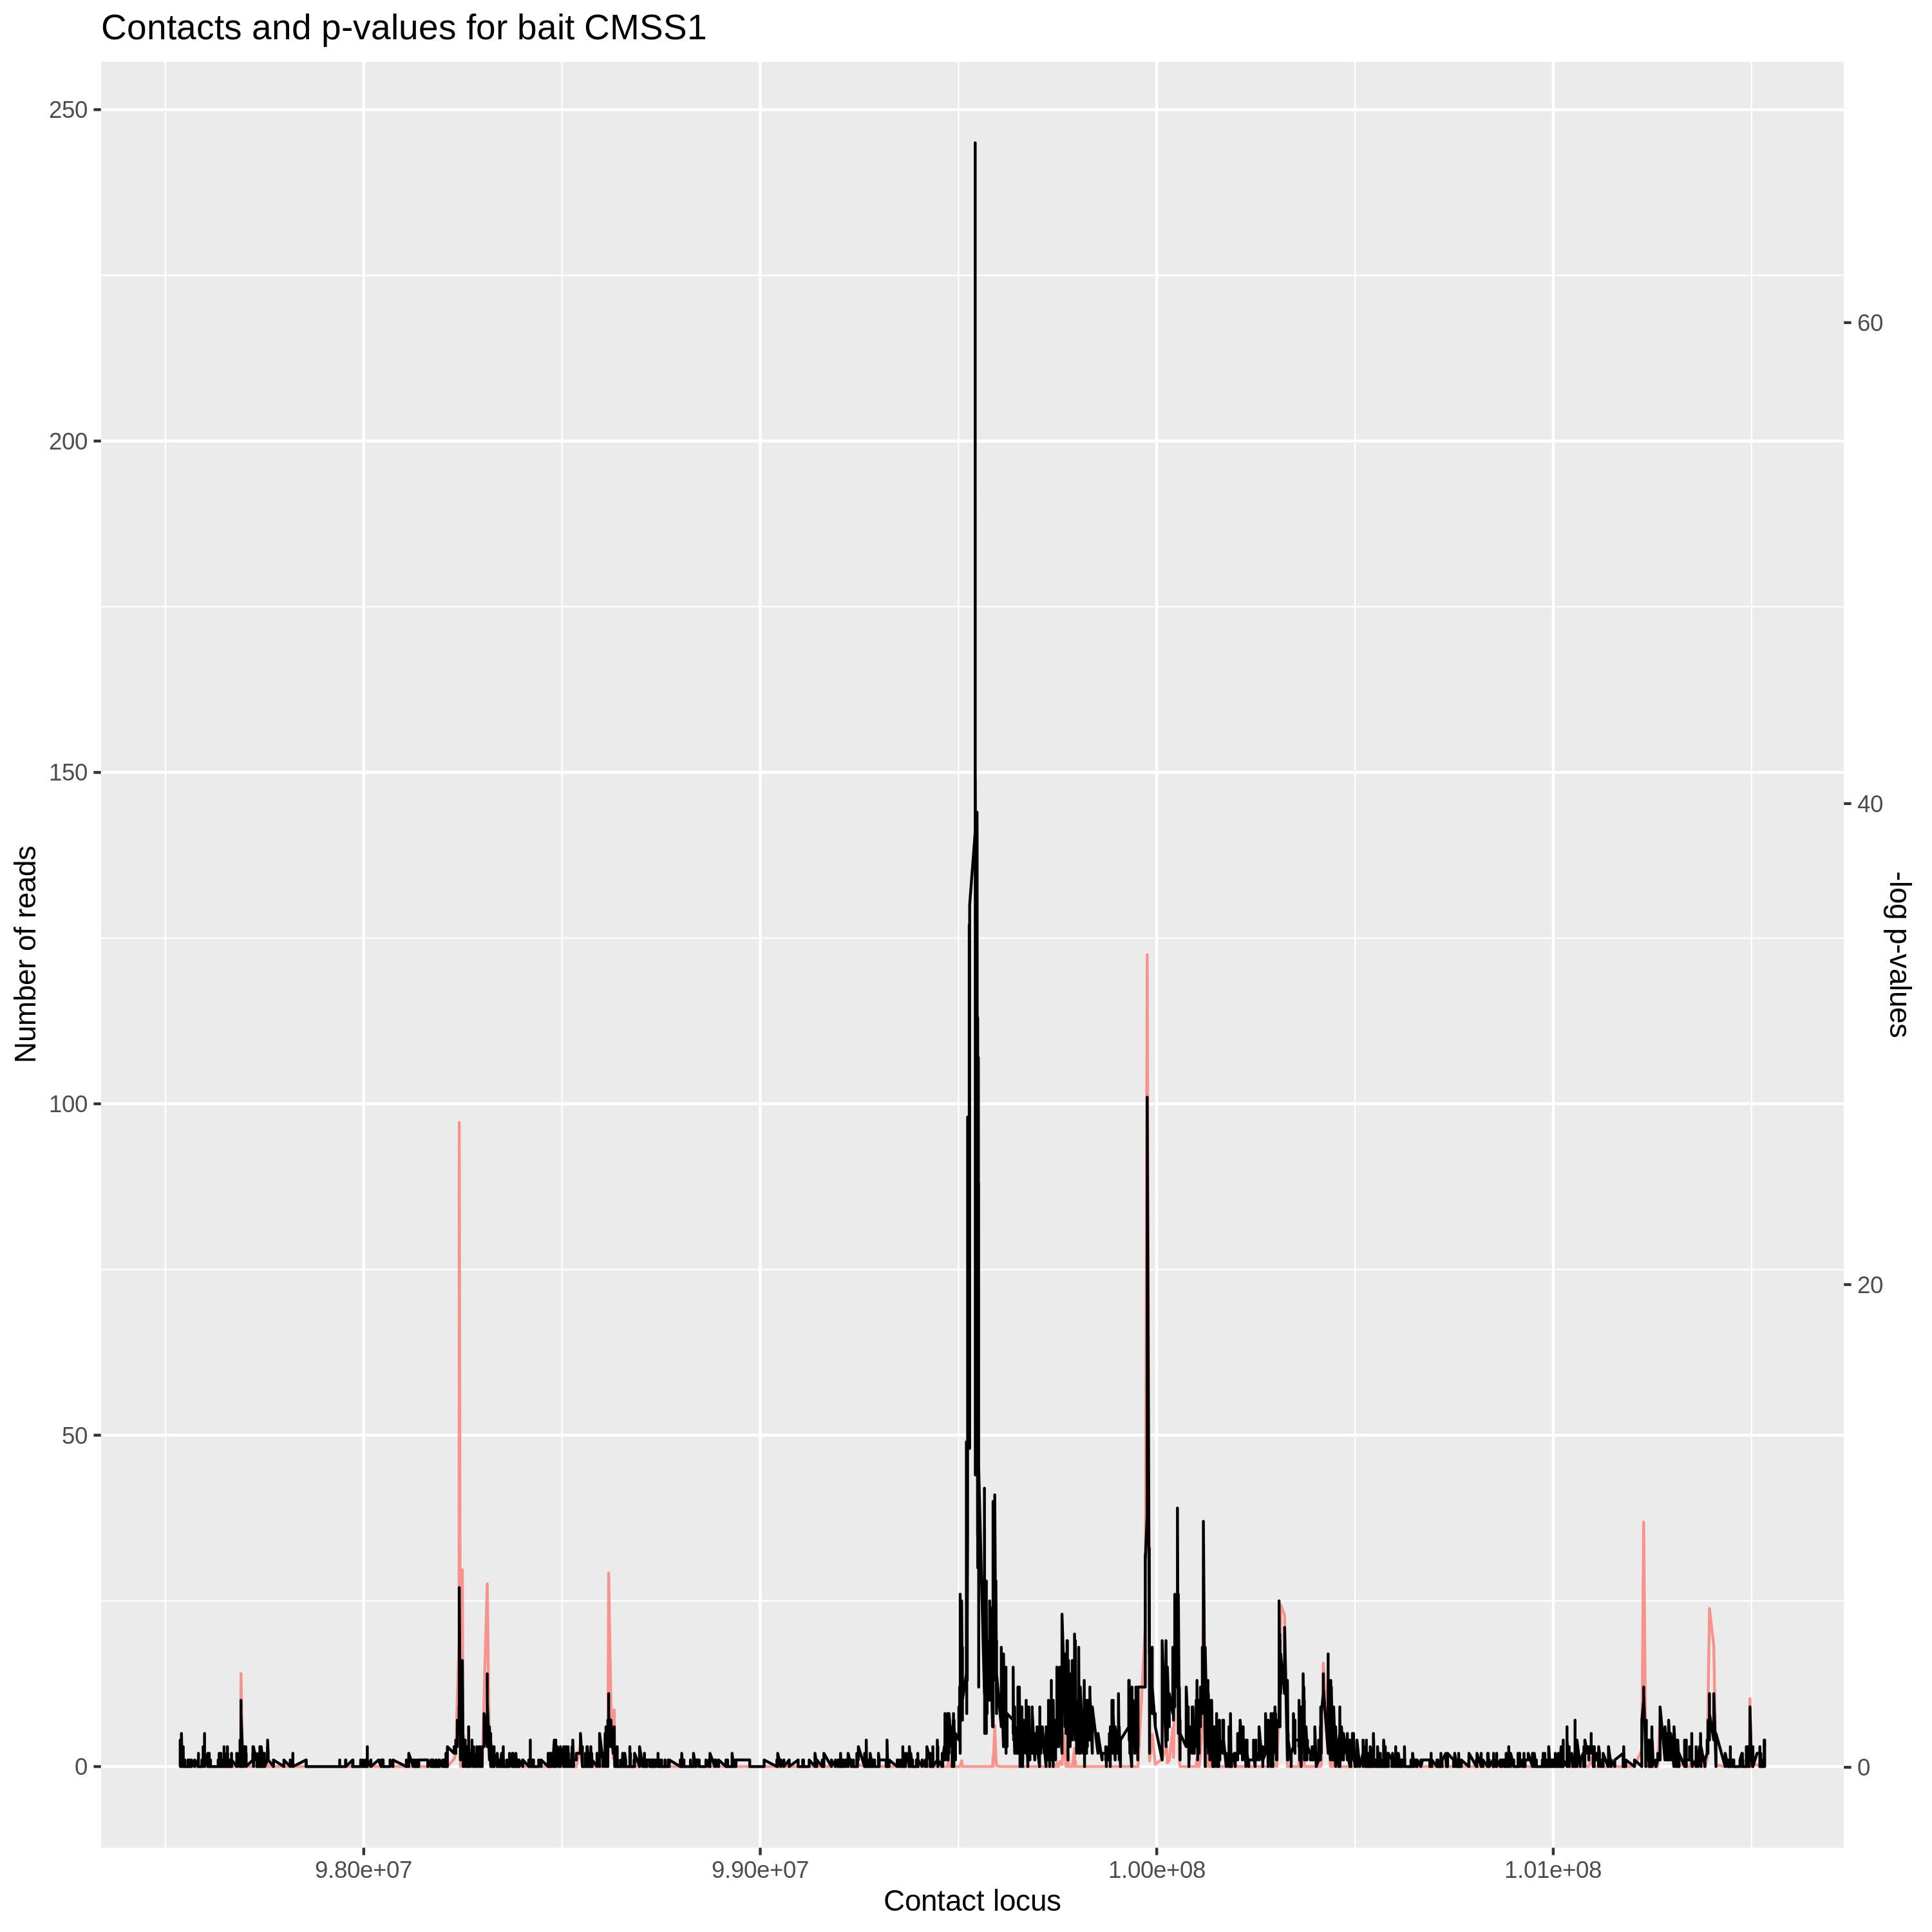 Contacts and p-values for bait CMSS1
250
200
150
100
50
0
Number of reads
60
40
20
0
-log p-values
9.80e+07
9.90e+07
1.00e+08
1.01e+08
Contact locus